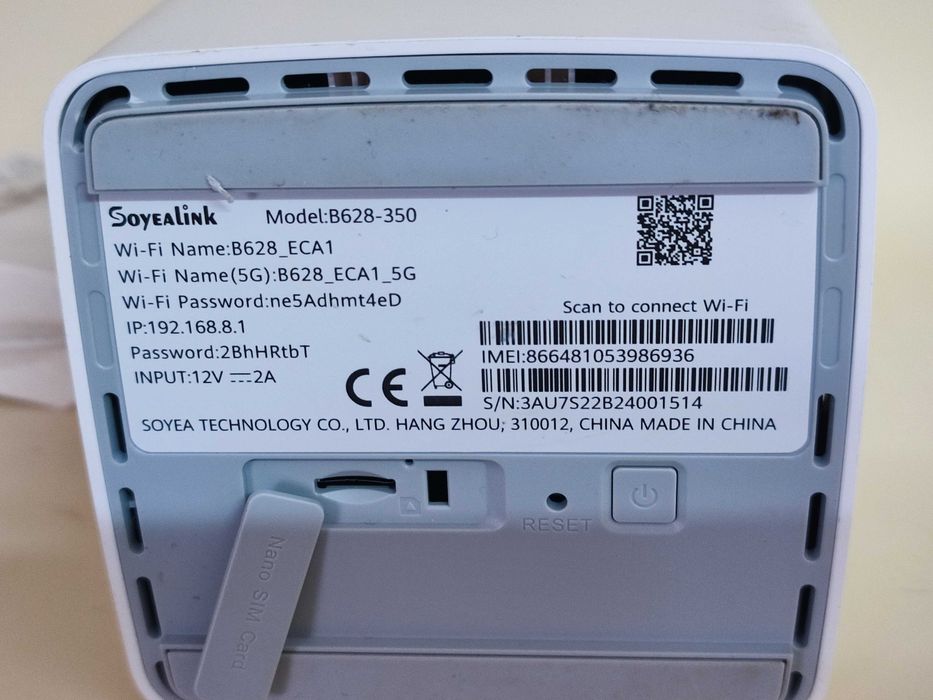 SOYEALINK Model:B628-350
Wi-Fi Name:B628_ECA1
Wi-Fi Name(5G):B628_ECA1_5G
Wi-Fi Password:ne5Adhmt4eD
IP:192.168.8.1
Password:2BhHRtbT
INPUT:12V ⎓2A
CE
Scan to connect Wi-Fi
IMEI:866481053986936
S/N:3AU7S22B24001514
SOYEA TECHNOLOGY CO., LTD. HANG ZHOU, 310012, CHINA MADE IN CHINA
RESET
Nano SIM Card